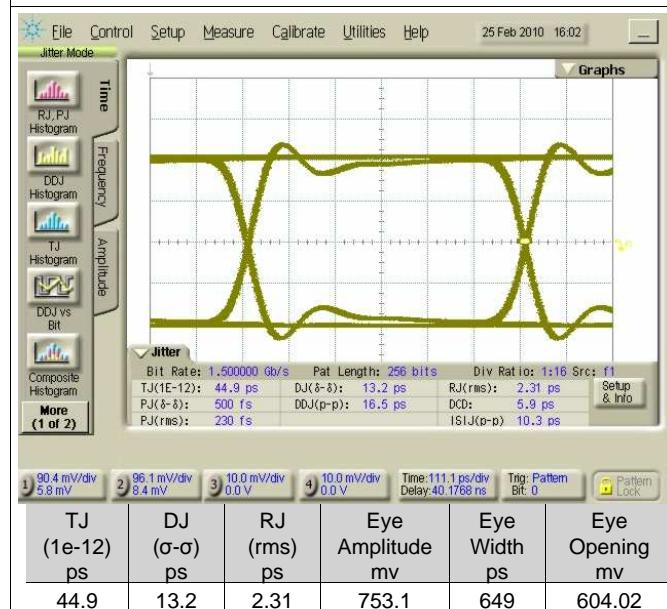 File Control Setup Measure Calibrate Utilities Help 25 Feb 2010 16:02
Jitter Mode
Graphs
Time
Frequency
Amplitude
RJ, PJ
Histogram
DDJ
Histogram
TJ
Histogram
DDJ vs
Bit
Composite
Histogram
More
(1 of 2)
Jitter
Bit Rate: 1.500000 Gb/s Pat Length: 256 bits Div Ratio: 1:16 Src: f1
TJ(1E-12): 44.9 ps DJ(δ-δ): 13.2 ps RJ(rms): 2.31 ps
PJ(δ-δ): 500 fs DDJ(p-p): 16.5 ps DCD: 5.9 ps
PJ(rms): 230 fs ISIJ(p-p) 10.3 ps
Setup
& Info
1) 90.4 mV/div 2) 96.1 mV/div 3) 10.0 mV/div 4) 10.0 mV/div Time:111.1 ps/div Trig: Pattern Pattern
5.8 mV 8.4 mV 0.0 V 0.0 V Delay:40.1768 ns Bit: 0 Lock
TJ DJ RJ Eye Eye Eye
(1e-12) (σ-σ) (rms) Amplitude Width Opening
ps ps ps mv ps mv
44.9 13.2 2.31 753.1 649 604.02